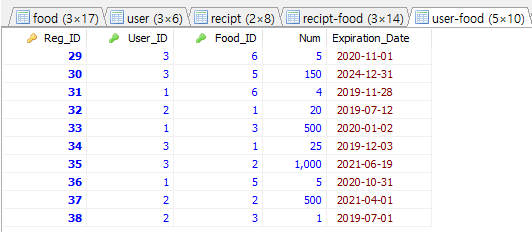 food (3×17) user (3×6) recipt (2×8) recipt-food (3×14) user-food (5×10)
Reg_ID User_ID Food_ID Num Expiration_Date
29 3 6 5 2020-11-01
30 3 5 150 2024-12-31
31 1 6 4 2019-11-28
32 2 1 20 2019-07-12
33 1 3 500 2020-01-02
34 3 1 25 2019-12-03
35 3 2 1,000 2021-06-19
36 1 5 5 2020-10-31
37 2 2 500 2021-04-01
38 2 3 1 2019-07-01